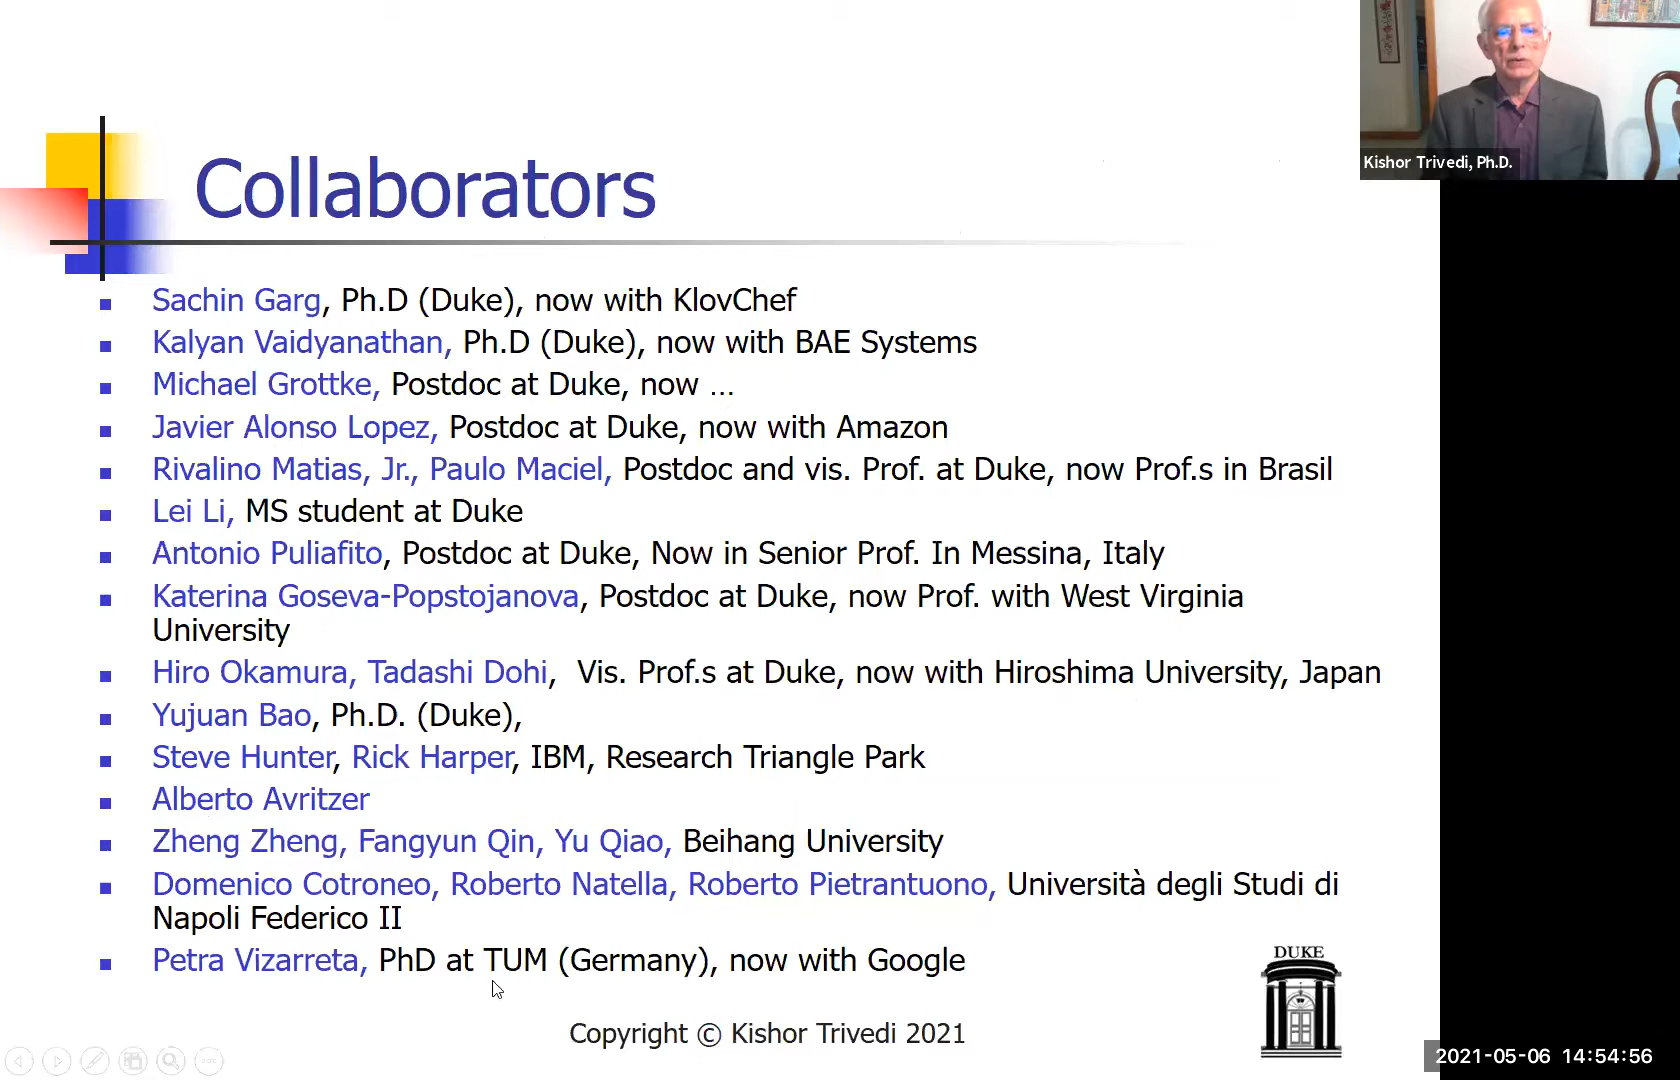 Kishor Trivedi, Ph.D.
Collaborators
Sachin Garg, Ph.D (Duke), now with KlovChef
Kalyan Vaidyanathan, Ph.D (Duke), now with BAE Systems
Michael Grottke, Postdoc at Duke, now ...
Javier Alonso Lopez, Postdoc at Duke, now with Amazon
Rivalino Matias, Jr., Paulo Maciel, Postdoc and vis. Prof. at Duke, now Prof.s in Brasil
Lei Li, MS student at Duke
Antonio Puliafito, Postdoc at Duke, Now in Senior Prof. In Messina, Italy
Katerina Goseva-Popstojanova, Postdoc at Duke, now Prof. with West Virginia
University
Hiro Okamura, Tadashi Dohi, Vis. Prof.s at Duke, now with Hiroshima University, Japan
Yujuan Bao, Ph.D. (Duke),
Steve Hunter, Rick Harper, IBM, Research Triangle Park
Alberto Avritzer
Zheng Zheng, Fangyun Qin, Yu Qiao, Beihang University
Domenico Cotroneo, Roberto Natella, Roberto Pietrantuono, Università degli Studi di
Napoli Federico II
Petra Vizarreta, PhD at TUM (Germany), now with Google
DUKE
Copyright © Kishor Trivedi 2021
2021-05-06 14:54:56